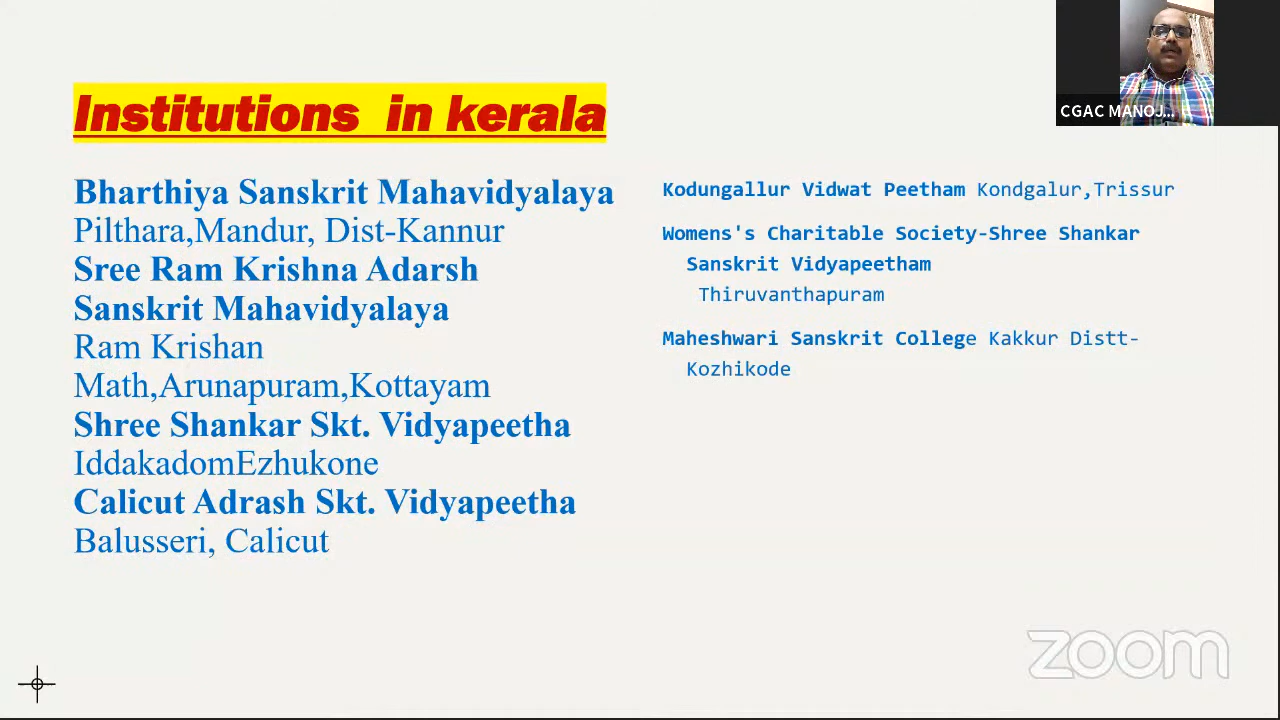 Institutions in kerala
Bharthiya Sanskrit Mahavidyalaya
Pilthara,Mandur, Dist-Kannur
Sree Ram Krishna Adarsh
Sanskrit Mahavidyalaya
Ram Krishan
Math,Arunapuram,Kottayam
Shree Shankar Skt. Vidyapeetha
IddakadomEzhukone
Calicut Adrash Skt. Vidyapeetha
Balusseri, Calicut
Kodungallur Vidwat Peetham Kondgalur,Trissur
Womens's Charitable Society-Shree Shankar
Sanskrit Vidyapeetham
Thiruvanthapuram
Maheshwari Sanskrit College Kakkur Distt-
Kozhikode
CGAC MANOJ...
zoom